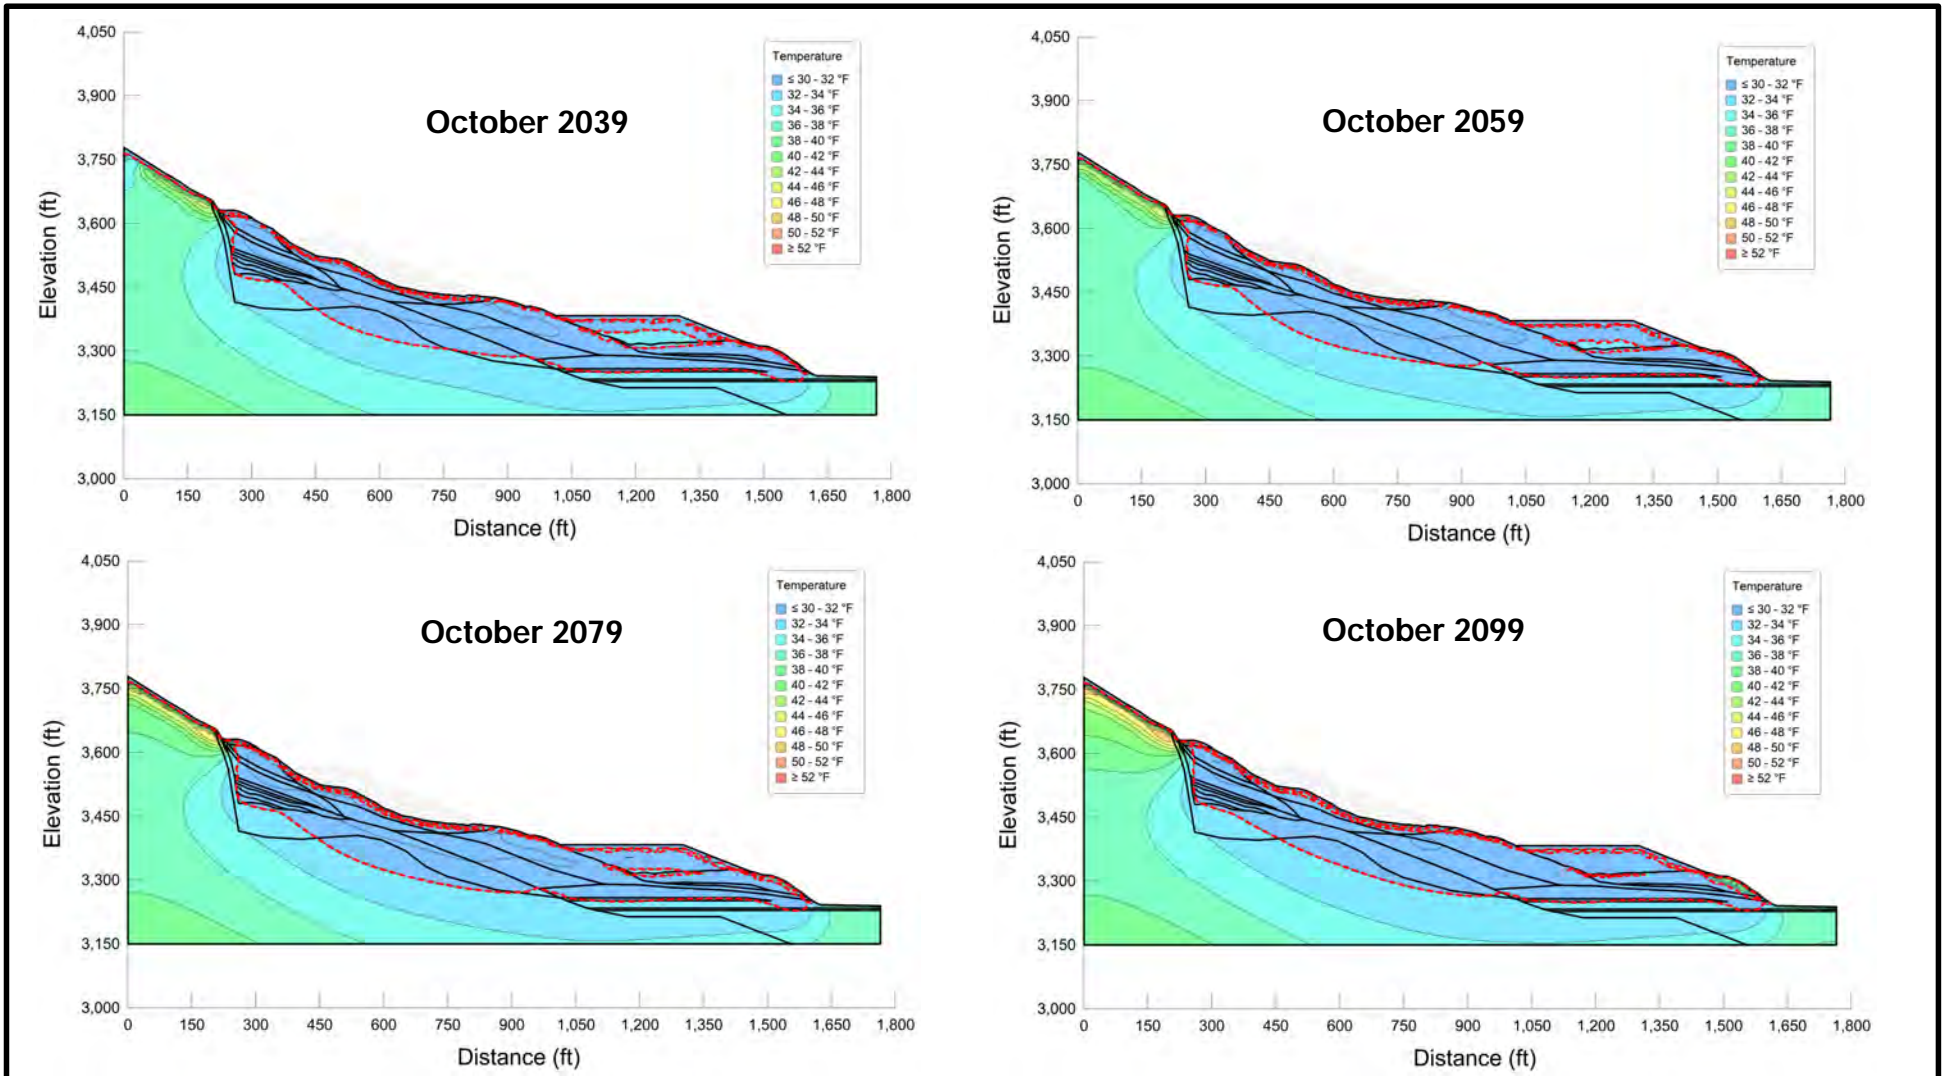 October 2039
Elevation (ft)
4,050
3,900
3,750
3,600
3,450
3,300
3,150
3,000
0 150 300 450 600 750 900 1,050 1,200 1,350 1,500 1,650 1,800
Distance (ft)
Temperature
≤ 30 - 32 °F
32 - 34 °F
34 - 36 °F
36 - 38 °F
38 - 40 °F
40 - 42 °F
42 - 44 °F
44 - 46 °F
46 - 48 °F
48 - 50 °F
50 - 52 °F
≥ 52 °F
October 2059
Elevation (ft)
4,050
3,900
3,750
3,600
3,450
3,300
3,150
3,000
0 150 300 450 600 750 900 1,050 1,200 1,350 1,500 1,650 1,800
Distance (ft)
Temperature
≤ 30 - 32 °F
32 - 34 °F
34 - 36 °F
36 - 38 °F
38 - 40 °F
40 - 42 °F
42 - 44 °F
44 - 46 °F
46 - 48 °F
48 - 50 °F
50 - 52 °F
≥ 52 °F
October 2079
Elevation (ft)
4,050
3,900
3,750
3,600
3,450
3,300
3,150
3,000
0 150 300 450 600 750 900 1,050 1,200 1,350 1,500 1,650 1,800
Distance (ft)
Temperature
≤ 30 - 32 °F
32 - 34 °F
34 - 36 °F
36 - 38 °F
38 - 40 °F
40 - 42 °F
42 - 44 °F
44 - 46 °F
46 - 48 °F
48 - 50 °F
50 - 52 °F
≥ 52 °F
October 2099
Elevation (ft)
4,050
3,900
3,750
3,600
3,450
3,300
3,150
3,000
0 150 300 450 600 750 900 1,050 1,200 1,350 1,500 1,650 1,800
Distance (ft)
Temperature
≤ 30 - 32 °F
32 - 34 °F
34 - 36 °F
36 - 38 °F
38 - 40 °F
40 - 42 °F
42 - 44 °F
44 - 46 °F
46 - 48 °F
48 - 50 °F
50 - 52 °F
≥ 52 °F